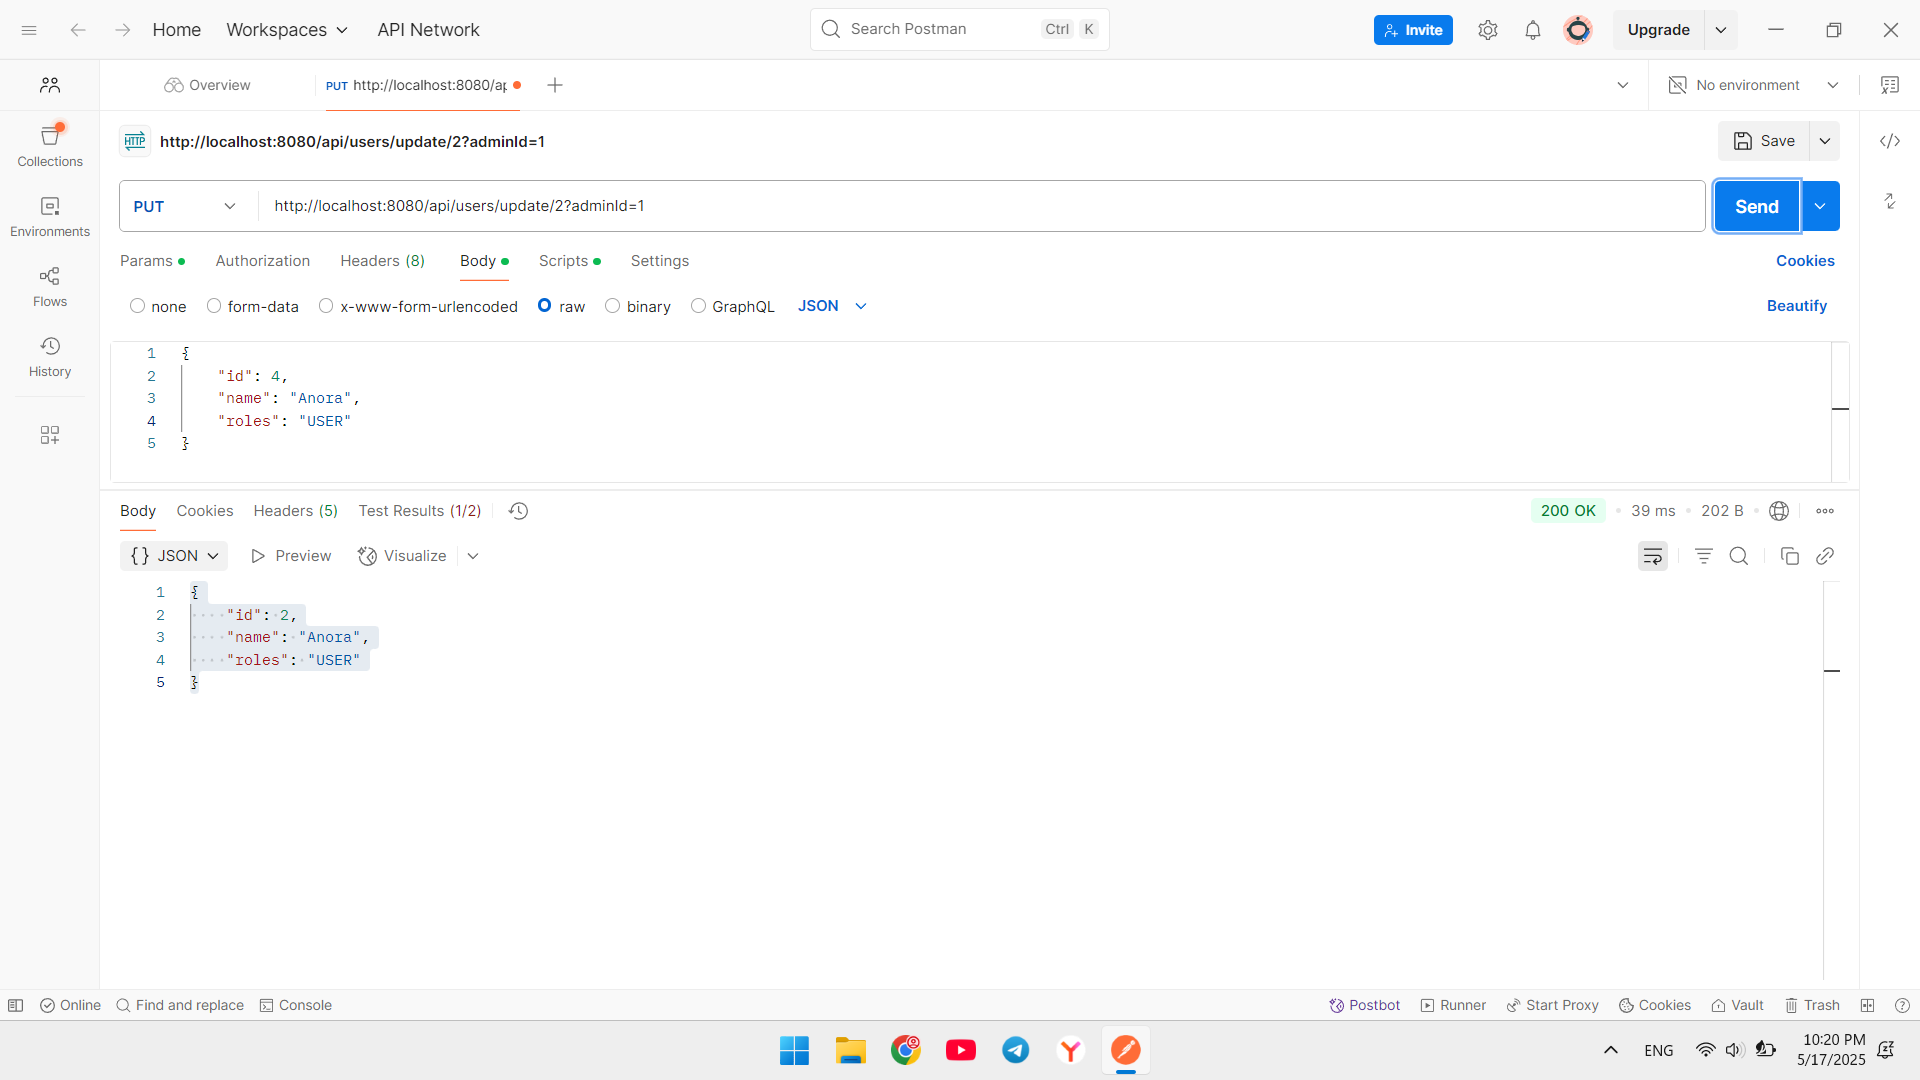 Home
Workspaces
API Network
Search Postman
Ctrl
K
Invite
Upgrade
Overview
PUT http://localhost:8080/ap
No environment
HTTP
http://localhost:8080/api/users/update/2?adminId=1
Save
Collections
Environments
Flows
History
PUT
http://localhost:8080/api/users/update/2?adminId=1
Send
Params
Authorization
Headers (8)
Body
Scripts
Settings
Cookies
none
form-data
x-www-form-urlencoded
raw
binary
GraphQL
JSON
Beautify
1 {
2 "id": 4,
3 "name": "Anora",
4 "roles": "USER"
5 }
Body
Cookies
Headers (5)
Test Results (1/2)
200 OK
39 ms
202 B
{} JSON
Preview
Visualize
1 {
2 "id": 2,
3 "name": "Anora",
4 "roles": "USER"
5 }
Online
Find and replace
Console
Postbot
Runner
Start Proxy
Cookies
Vault
Trash
ENG
10:20 PM
5/17/2025